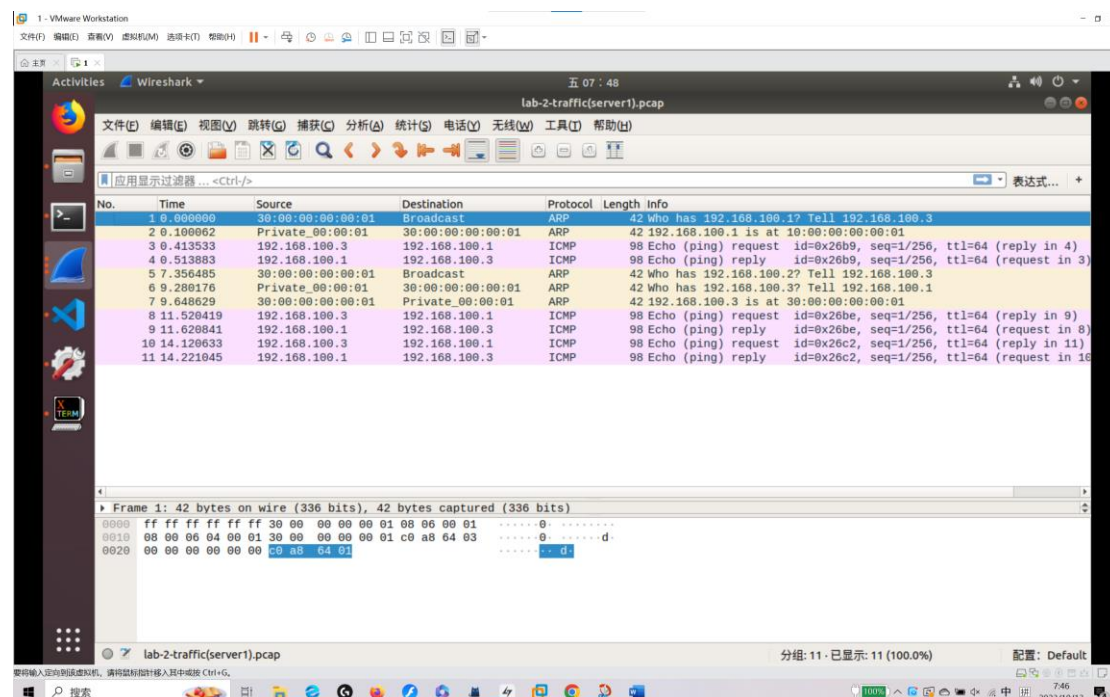 1 - VMware Workstation
文件(F) 编辑(E) 查看(V) 虚拟机(M) 选项卡(T) 帮助(H)
主页 1
Activities Wireshark 五 07：48
lab-2-traffic(server1).pcap
文件(F) 编辑(E) 视图(V) 跳转(G) 捕获(C) 分析(A) 统计(S) 电话(Y) 无线(W) 工具(T) 帮助(H)
应用显示过滤器 … <Ctrl-/> 表达式… +
No. Time Source Destination Protocol Length Info
1 0.000000 30:00:00:00:00:01 Broadcast ARP 42 Who has 192.168.100.1? Tell 192.168.100.3
2 0.100062 Private_00:00:01 30:00:00:00:00:01 ARP 42 192.168.100.1 is at 10:00:00:00:00:01
3 0.413533 192.168.100.3 192.168.100.1 ICMP 98 Echo (ping) request id=0x26b9, seq=1/256, ttl=64 (reply in 4)
4 0.513883 192.168.100.1 192.168.100.3 ICMP 98 Echo (ping) reply id=0x26b9, seq=1/256, ttl=64 (request in 3)
5 7.356485 30:00:00:00:00:01 Broadcast ARP 42 Who has 192.168.100.2? Tell 192.168.100.3
6 9.280176 Private_00:00:01 30:00:00:00:00:01 ARP 42 Who has 192.168.100.3? Tell 192.168.100.1
7 9.648629 30:00:00:00:00:01 Private_00:00:01 ARP 42 192.168.100.3 is at 30:00:00:00:00:01
8 11.520419 192.168.100.3 192.168.100.1 ICMP 98 Echo (ping) request id=0x26be, seq=1/256, ttl=64 (reply in 9)
9 11.620841 192.168.100.1 192.168.100.3 ICMP 98 Echo (ping) reply id=0x26be, seq=1/256, ttl=64 (request in 8)
10 14.120633 192.168.100.3 192.168.100.1 ICMP 98 Echo (ping) request id=0x26c2, seq=1/256, ttl=64 (reply in 11)
11 14.221045 192.168.100.1 192.168.100.3 ICMP 98 Echo (ping) reply id=0x26c2, seq=1/256, ttl=64 (request in 10
X TERM
Frame 1: 42 bytes on wire (336 bits), 42 bytes captured (336 bits)
0000 ff ff ff ff ff ff 30 00 00 00 00 01 08 06 00 01 ······0· ········
0010 08 00 06 04 00 01 30 00 00 00 00 01 c0 a8 64 03 ······0· ······d·
0020 00 00 00 00 00 00 c0 a8 64 01 ········ d·
lab-2-traffic(server1).pcap 分组: 11 · 已显示: 11 (100.0%) 配置: Default
要将输入定向到该虚拟机，请将鼠标指针移入其中或按 Ctrl+G。
搜索 100% 中 拼 7:46